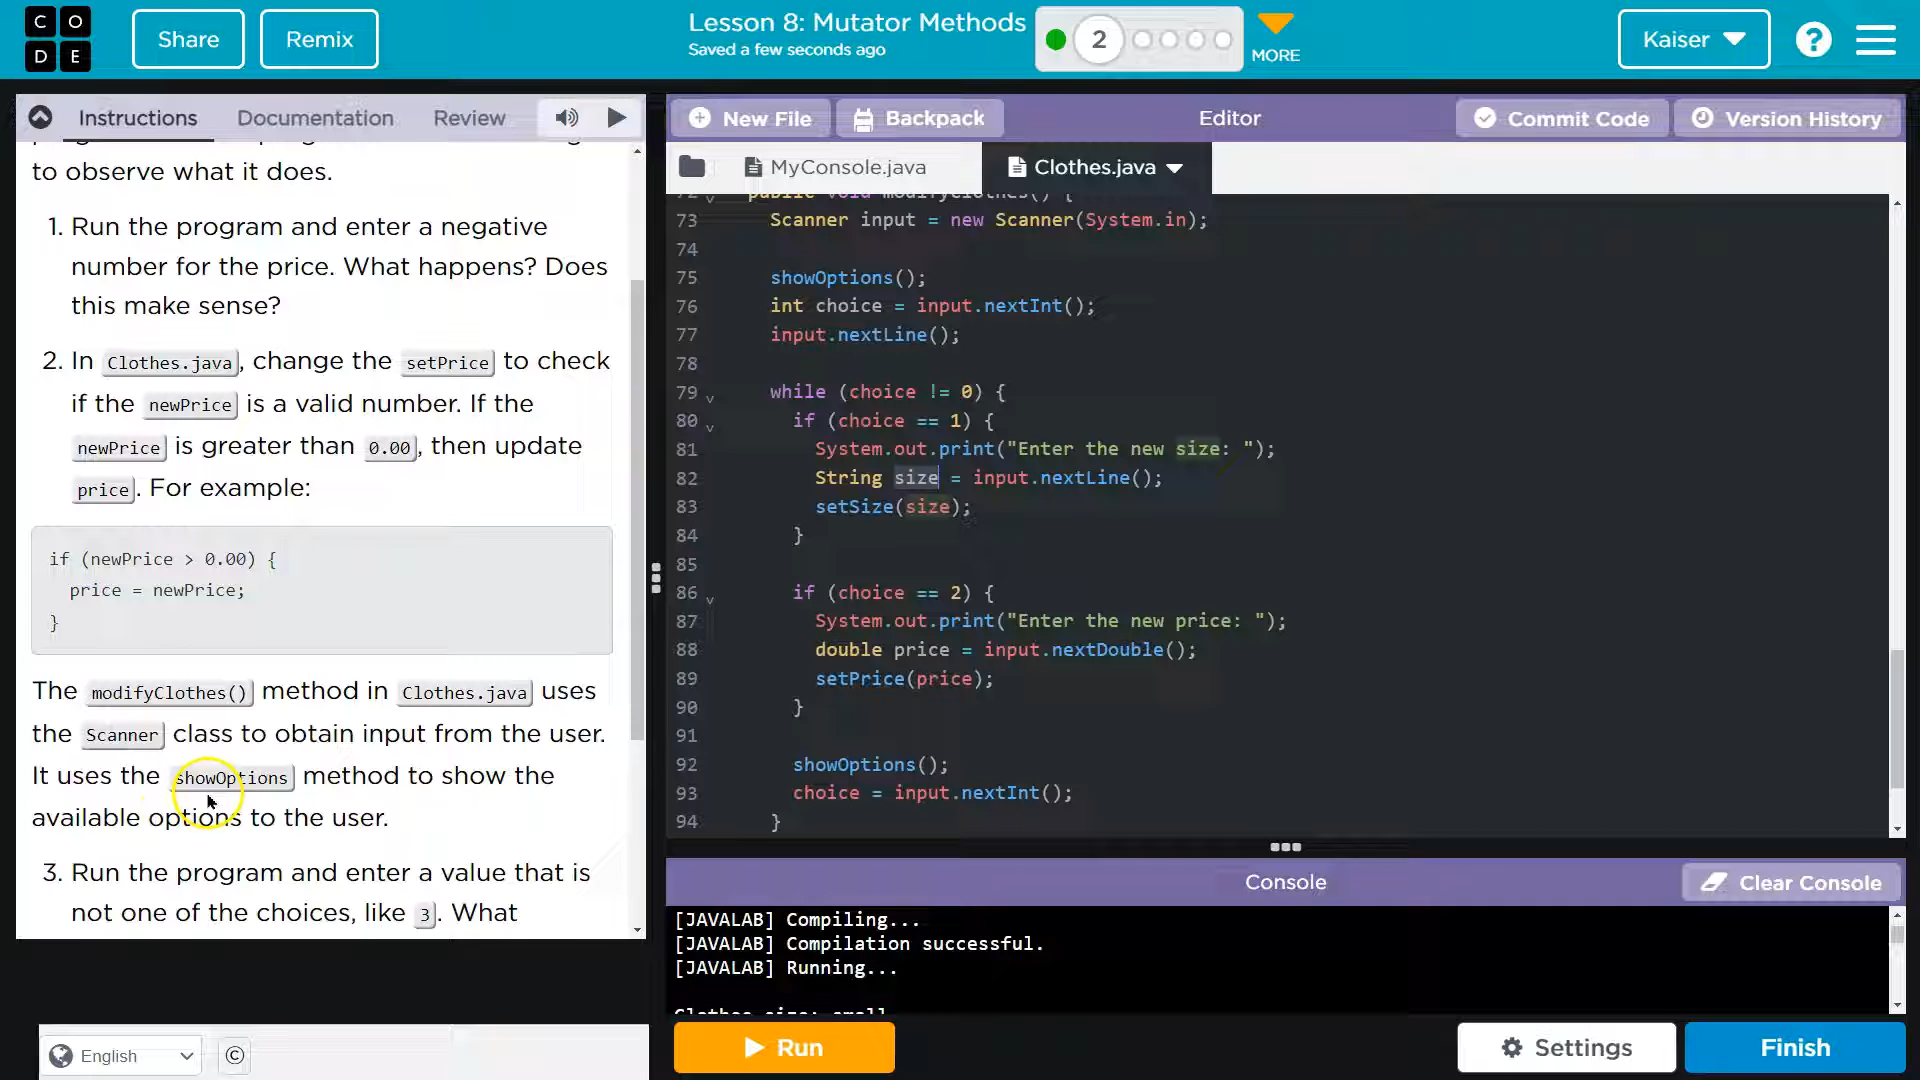 C O
D E
Share
Remix
Lesson 8: Mutator Methods
Saved a few seconds ago
2
MORE
Kaiser
?
Instructions
Documentation
Review
to observe what it does.
1. Run the program and enter a negative
number for the price. What happens? Does
this make sense?
2. In Clothes.java, change the setPrice to check
if the newPrice is a valid number. If the
newPrice is greater than 0.00, then update
price. For example:
if (newPrice > 0.00) {
price = newPrice;
}
The modifyClothes() method in Clothes.java uses
the Scanner class to obtain input from the user.
It uses the showOptions method to show the
available options to the user.
3. Run the program and enter a value that is
not one of the choices, like 3. What
English
©
New File
Backpack
Editor
Commit Code
Version History
MyConsole.java
Clothes.java
72 public void modifyClothes() {
73 Scanner input = new Scanner(System.in);
74
75 showOptions();
76 int choice = input.nextInt();
77 input.nextLine();
78
79 while (choice != 0) {
80 if (choice == 1) {
81 System.out.print("Enter the new size: ");
82 String size = input.nextLine();
83 setSize(size);
84 }
85
86 if (choice == 2) {
87 System.out.print("Enter the new price: ");
88 double price = input.nextDouble();
89 setPrice(price);
90 }
91
92 showOptions();
93 choice = input.nextInt();
94 }
Console
Clear Console
[JAVALAB] Compiling...
[JAVALAB] Compilation successful.
[JAVALAB] Running...
Clothes size: small
Run
Settings
Finish